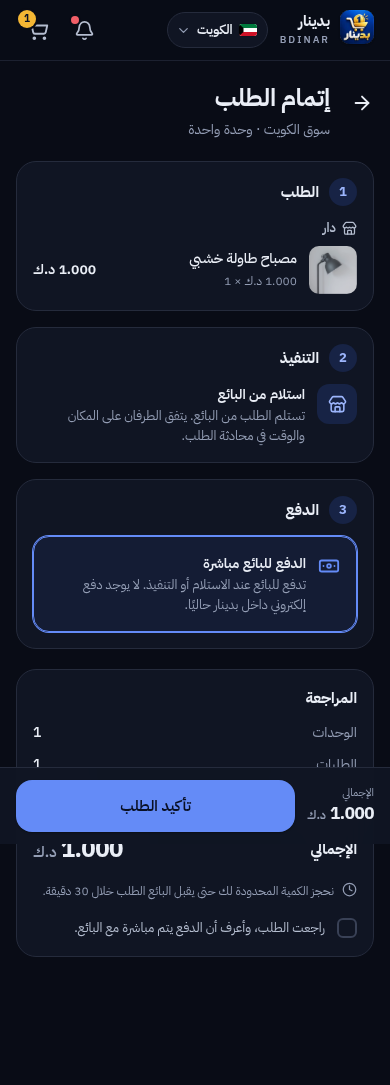 بدينار
BDINAR
بدينار
الكويت
1
إتمام الطلب
سوق الكويت · وحدة واحدة
1
الطلب
دار
مصباح طاولة خشبي
1.000 د.ك × 1
1.000 د.ك
2
التنفيذ
استلام من البائع
تستلم الطلب من البائع. يتفق الطرفان على المكان
والوقت في محادثة الطلب.
3
الدفع
الدفع للبائع مباشرة
تدفع للبائع عند الاستلام أو التنفيذ. لا يوجد دفع
إلكتروني داخل بدينار حاليًا.
المراجعة
الوحدات
1
الطلبات
1
الإجمالي
1.000 د.ك
تأكيد الطلب
الإجمالي
1.000 د.ك
نحجز الكمية المحدودة لك حتى يقبل البائع الطلب خلال 30 دقيقة.
راجعت الطلب، وأعرف أن الدفع يتم مباشرة مع البائع.